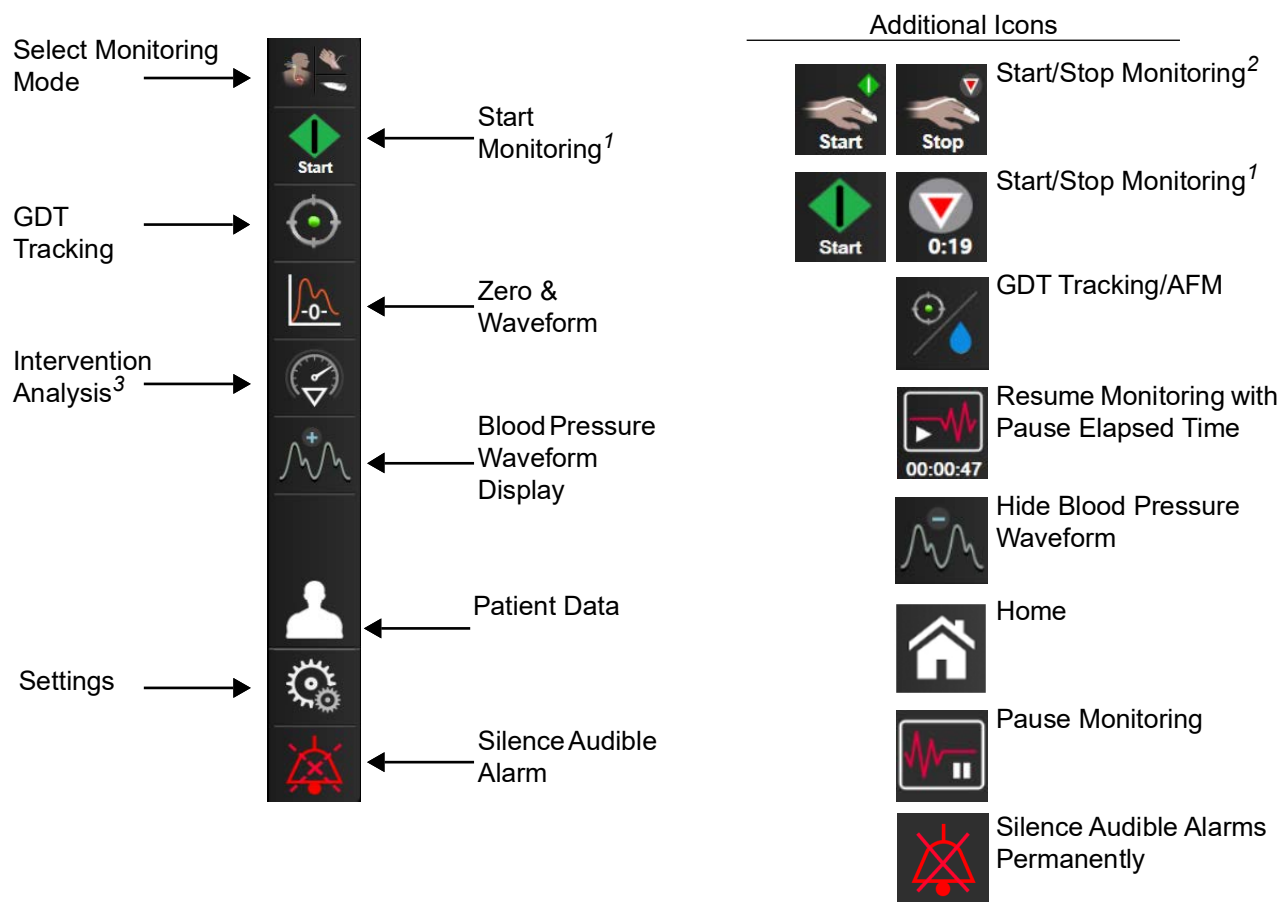 Additional Icons
Select Monitoring
Mode
Start
Monitoring1
Start
GDT
Tracking
-0-
Zero &
Waveform
Intervention
Analysis3
Blood Pressure
Waveform
Display
Patient Data
Settings
Silence Audible
Alarm
Start
Stop
Start/Stop Monitoring2
Start
0:19
Start/Stop Monitoring1
GDT Tracking/AFM
00:00:47
Resume Monitoring with
Pause Elapsed Time
Hide Blood Pressure
Waveform
Home
Pause Monitoring
Silence Audible Alarms
Permanently